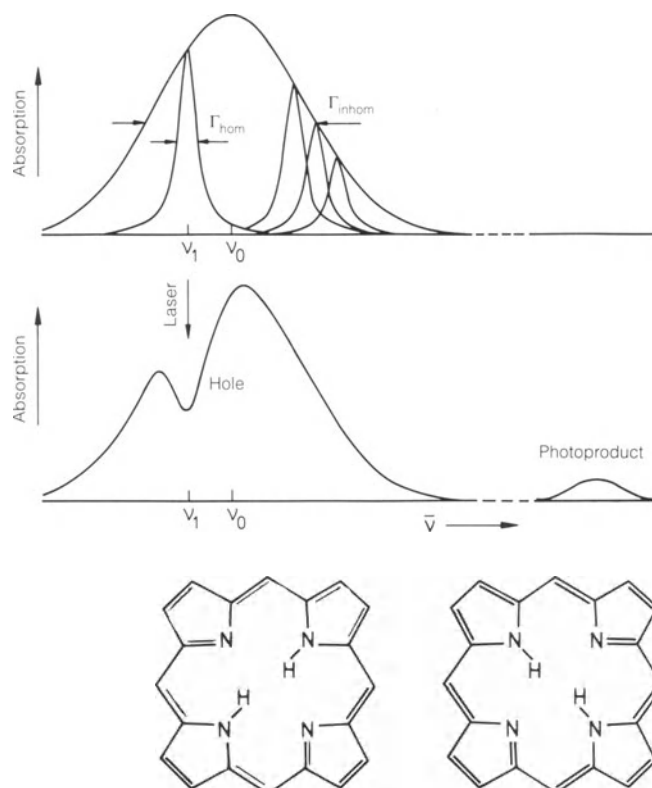 Absorption
Γhom
Γinhom
ν1 ν0
Absorption
Laser
Hole
Photoproduct
ν1 ν0
ν̄
N N
H
H
N N
N N
H
H
N N